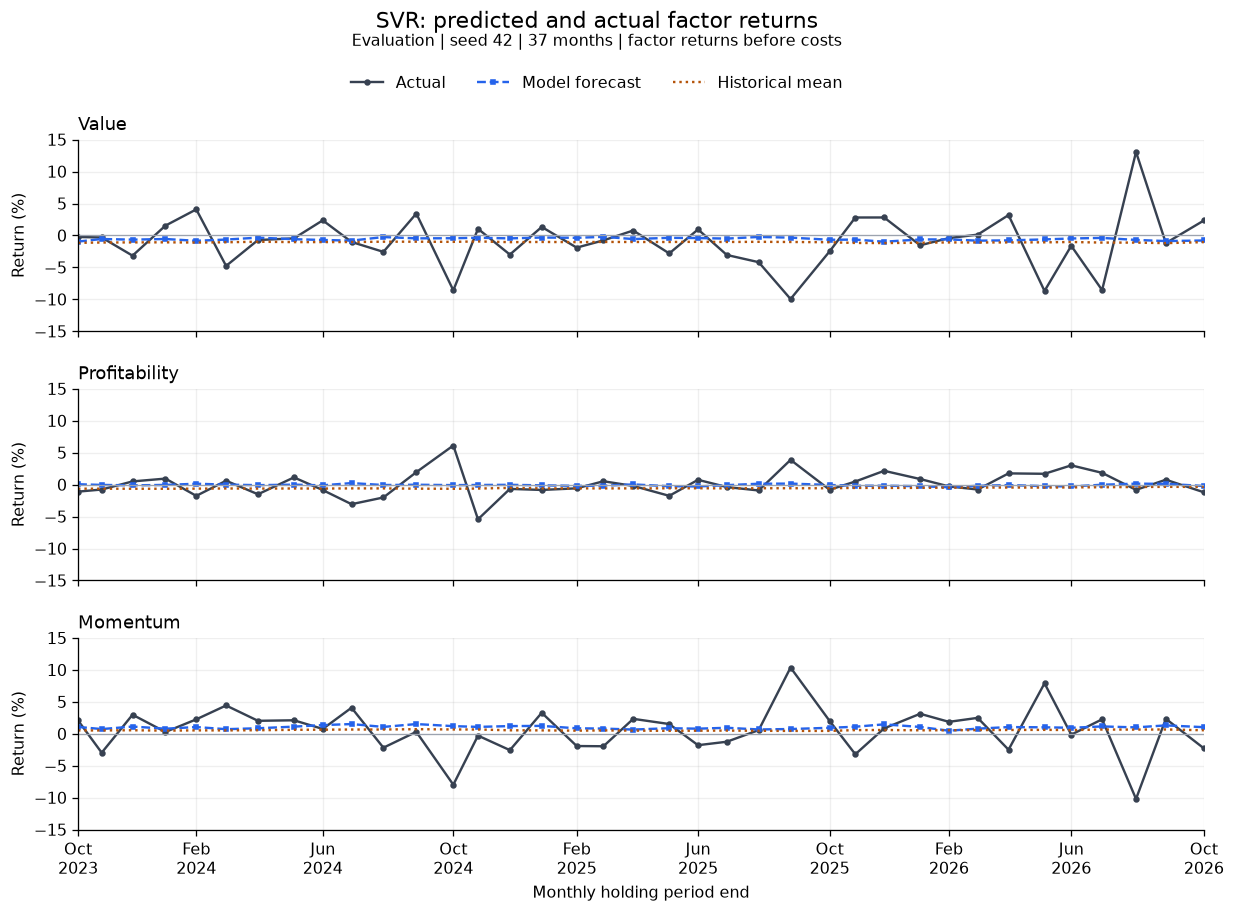 SVR: predicted and actual factor returns
Evaluation | seed 42 | 37 months | factor returns before costs
Actual
Model forecast
Historical mean
Value
15
10
5
0
−5
−10
−15
Return (%)
Profitability
15
10
5
0
−5
−10
−15
Return (%)
Momentum
15
10
5
0
−5
−10
−15
Return (%)
Oct Feb Jun Oct Feb Jun Oct Feb Jun Oct
2023 2024 2024 2024 2025 2025 2025 2026 2026 2026
Monthly holding period end